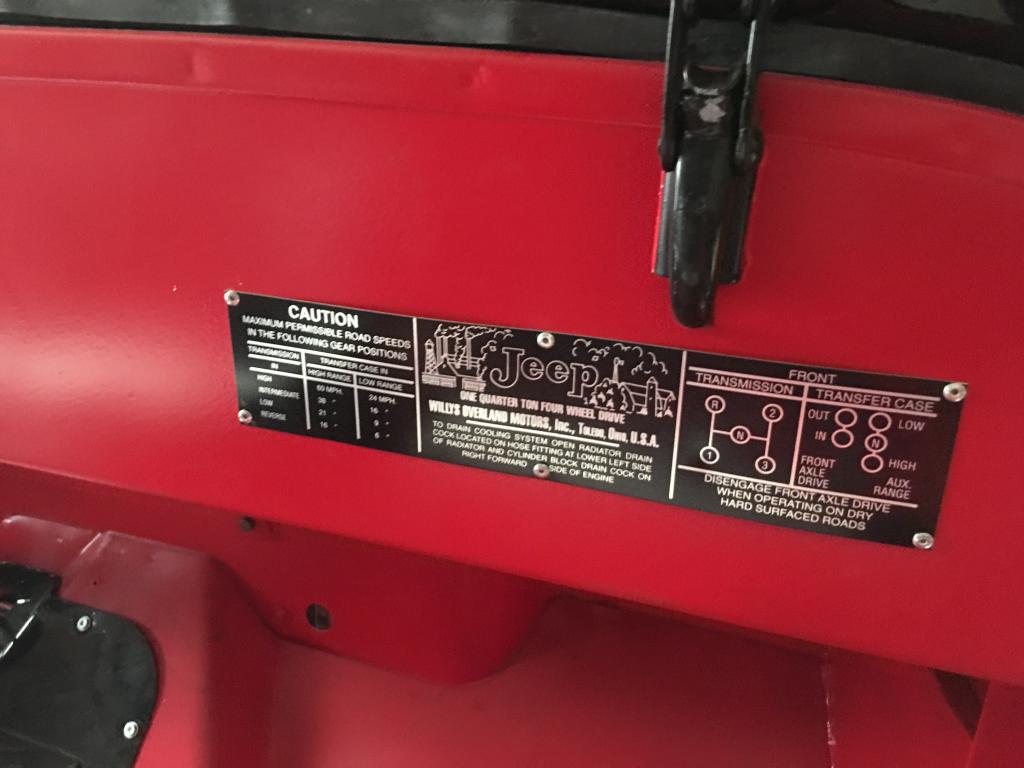 CAUTION
MAXIMUM PERMISSIBLE ROAD SPEEDS
IN THE FOLLOWING GEAR POSITIONS
TRANSMISSION TRANSFER CASE IN
IN HIGH RANGE LOW RANGE
HIGH 60 MPH. 24 MPH.
INTERMEDIATE 38 " 16 "
LOW 21 " 9 "
REVERSE 16 " 6 "
"Jeep"
ONE QUARTER TON FOUR WHEEL DRIVE
WILLYS OVERLAND MOTORS, Inc., TOLEDO, OHIO, U.S.A.
TO DRAIN COOLING SYSTEM OPEN RADIATOR DRAIN
COCK LOCATED ON HOSE FITTING AT LOWER LEFT SIDE
OF RADIATOR AND CYLINDER BLOCK DRAIN COCK ON
RIGHT FORWARD SIDE OF ENGINE
FRONT
TRANSMISSION TRANSFER CASE
R 2
N
1 3
OUT LOW
IN N
HIGH
FRONT
AXLE
DRIVE
AUX.
RANGE
DISENGAGE FRONT AXLE DRIVE
WHEN OPERATING ON DRY
HARD SURFACED ROADS